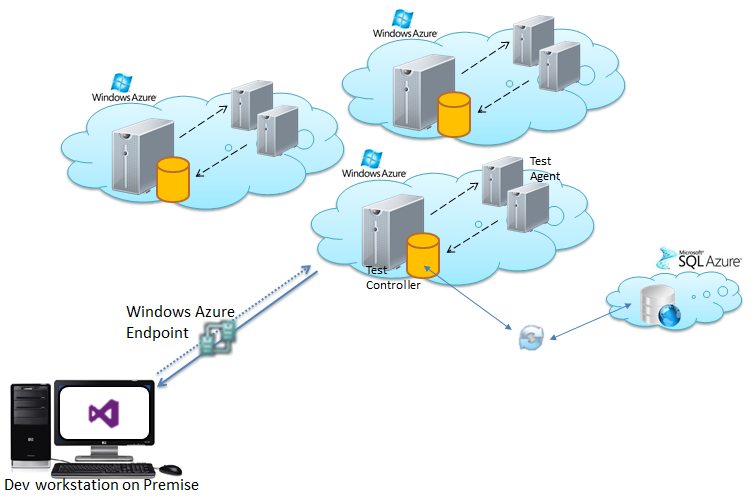 Windows Azure
Windows Azure
Windows Azure
Test
Agent
Test
Controller
Microsoft®
SQL Azure™
Windows Azure
Endpoint
Dev workstation on Premise